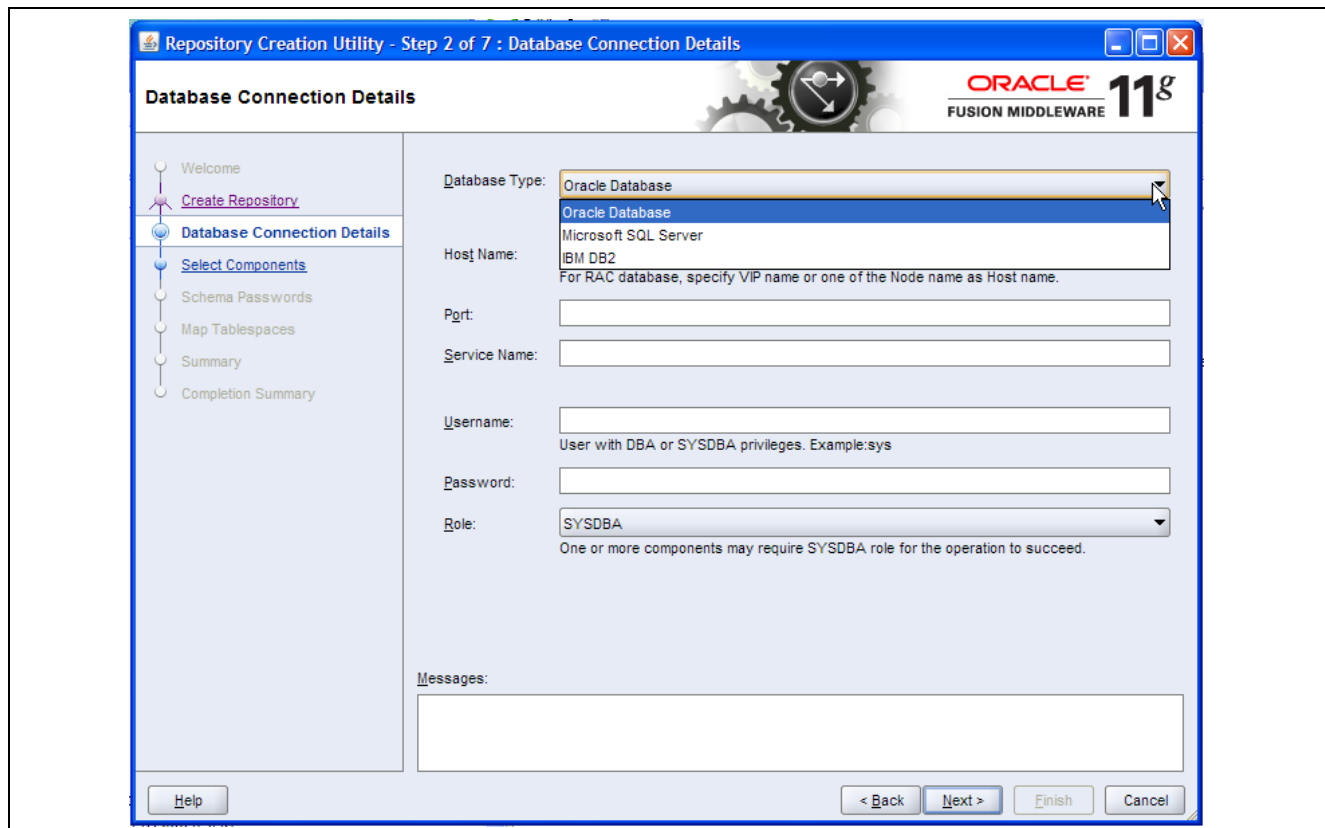 Repository Creation Utility - Step 2 of 7 : Database Connection Details
Database Connection Details
ORACLE
FUSION MIDDLEWARE
11g
Welcome
Create Repository
Database Connection Details
Select Components
Schema Passwords
Map Tablespaces
Summary
Completion Summary
Database Type: Oracle Database
Oracle Database
Microsoft SQL Server
IBM DB2
Host Name:
For RAC database, specify VIP name or one of the Node name as Host name.
Port:
Service Name:
Username:
User with DBA or SYSDBA privileges. Example:sys
Password:
Role: SYSDBA
One or more components may require SYSDBA role for the operation to succeed.
Messages:
Help
< Back
Next >
Finish
Cancel